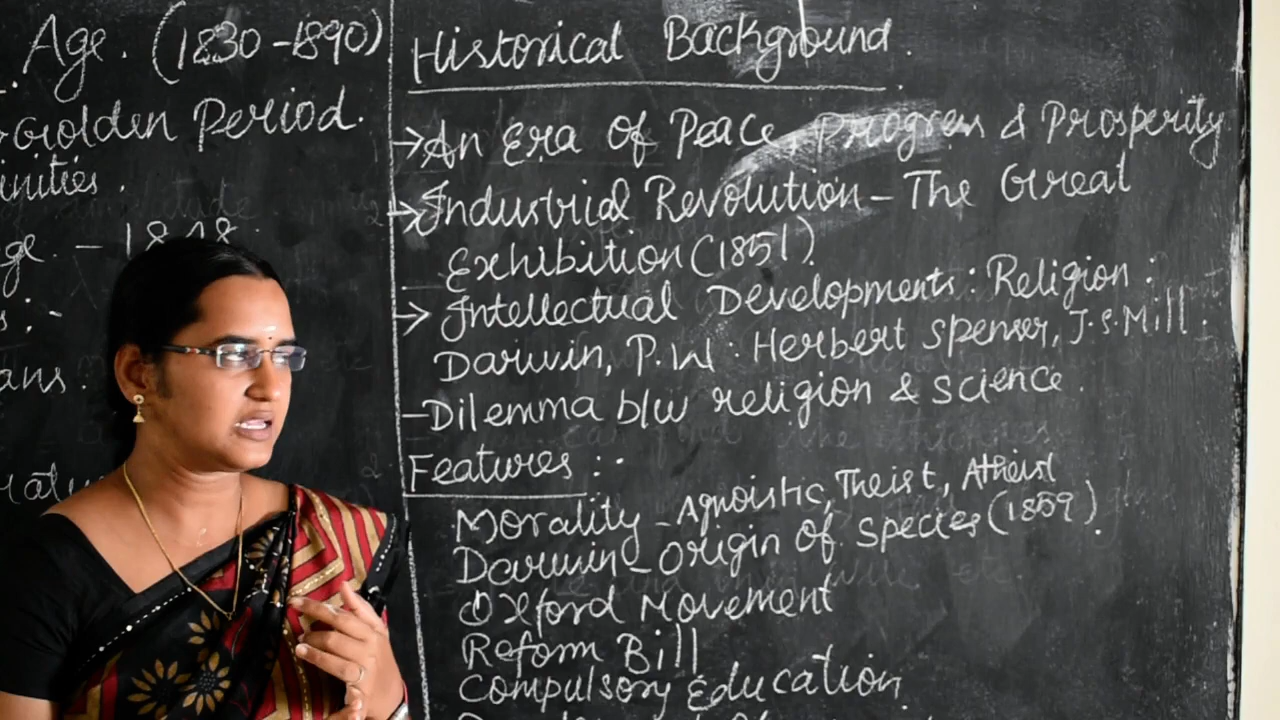 Age. (1830-1890)
Golden Period.
inities.
ge. - 1848.
s:-
ans.
Historical Background.
→An Era Of Peace, Progress & Prosperity
→Industrial Revolution - The Great
Exhibition (1851)
→ Intellectual Developments: Religion:
Darwin, P.W: Herbert Spenser, J.S. Mill.
-Dilemma b/w religion & science.
Features:-
Morality - Agnoistic, Theist, Atheist
Darwin - Origin Of Species (1859).
Oxford Movement
Reform Bill
Compulsory Education,